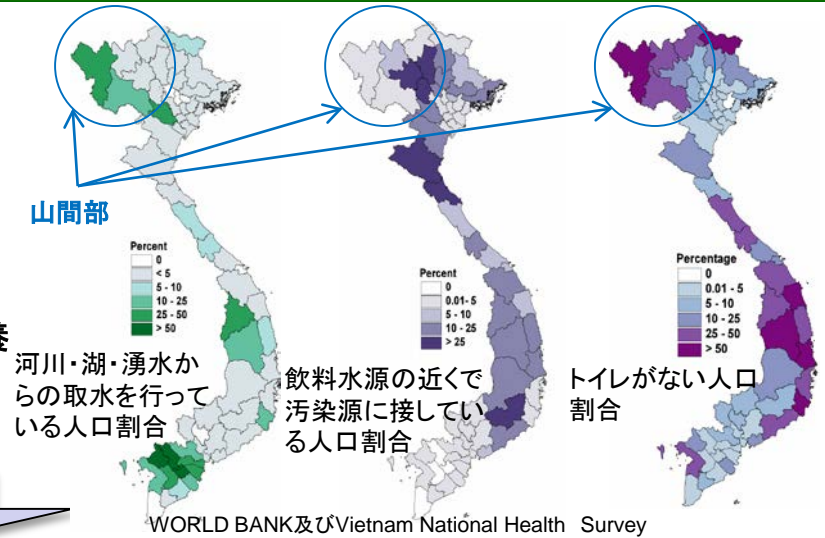 山間部
Percent
0
< 5
5 - 10
10 - 25
25 - 50
> 50
Percent
0
0.01- 5
5 - 10
10 - 25
> 25
Percentage
0
0.01 - 5
5 - 10
10 - 25
25 - 50
> 50
河川・湖・湧水か
らの取水を行って
いる人口割合
飲料水源の近くで
汚染源に接してい
る人口割合
トイレがない人口
割合
WORLD BANK及びVietnam National Health Survey